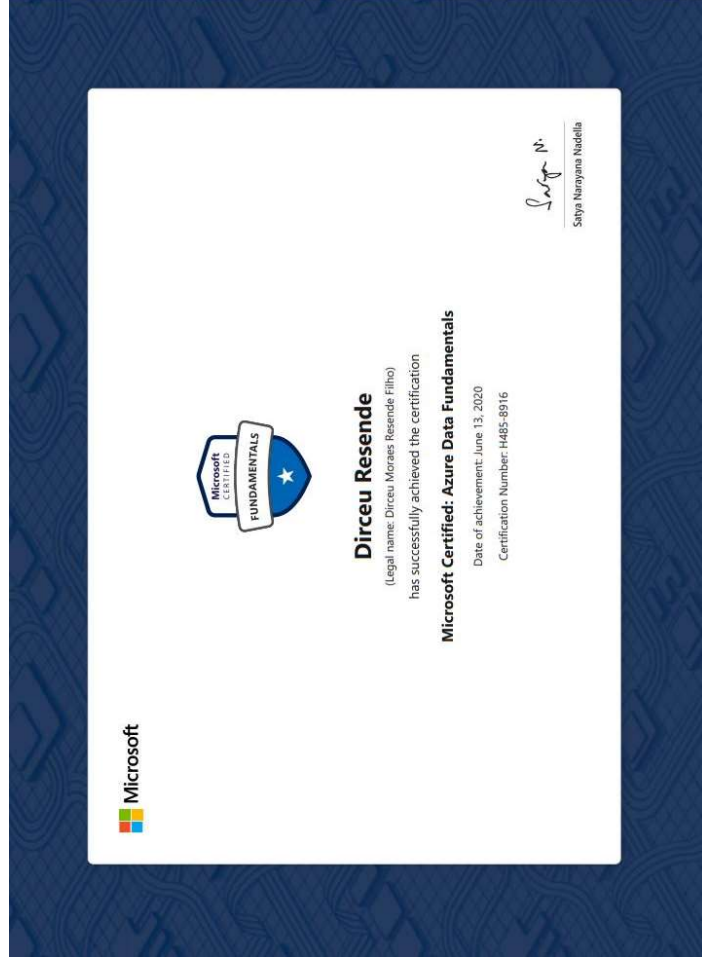 Microsoft
Microsoft
CERTIFIED
FUNDAMENTALS
Dirceu Resende
(Legal name: Dirceu Moraes Resende Filho)
has successfully achieved the certification
Microsoft Certified: Azure Data Fundamentals
Date of achievement: June 13, 2020
Certification Number: H485-8916
Satya N.
Satya Narayana Nadella